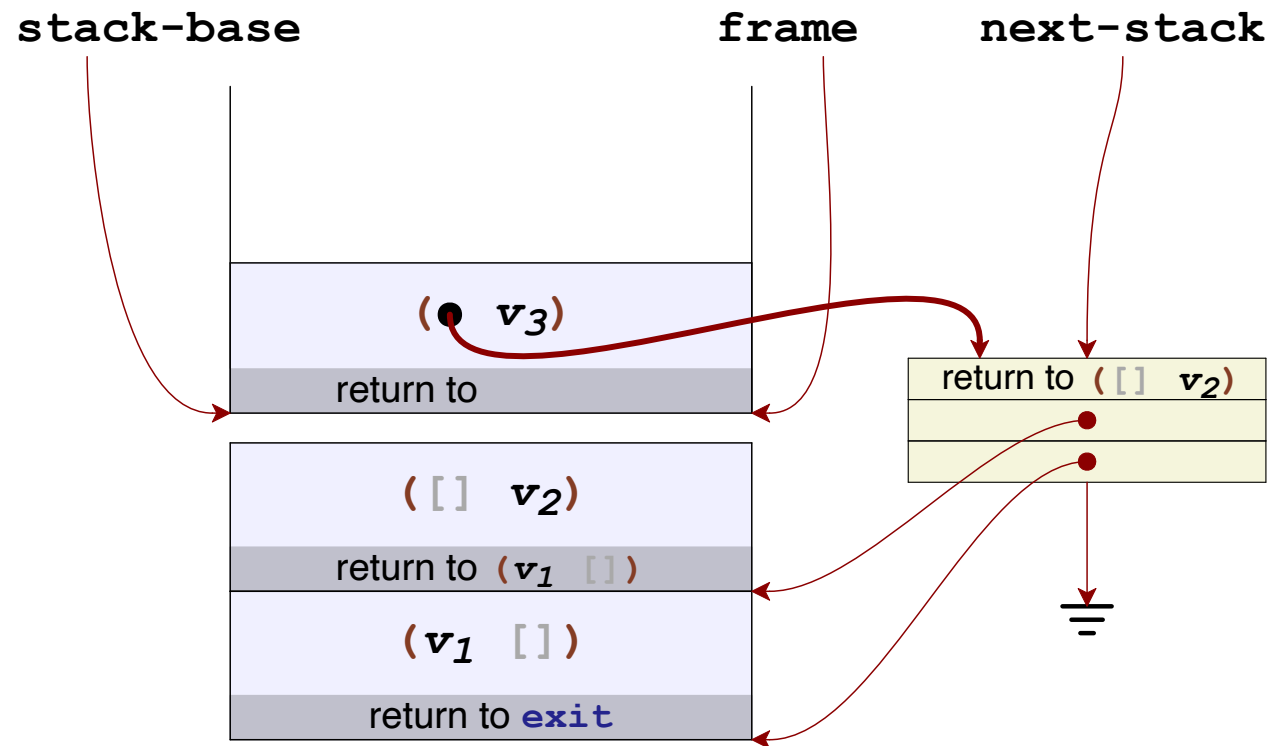 stack-base frame next-stack
(● v3)
return to
return to ([] v2)
([] v2)
return to (v1 [])
(v1 [])
return to exit